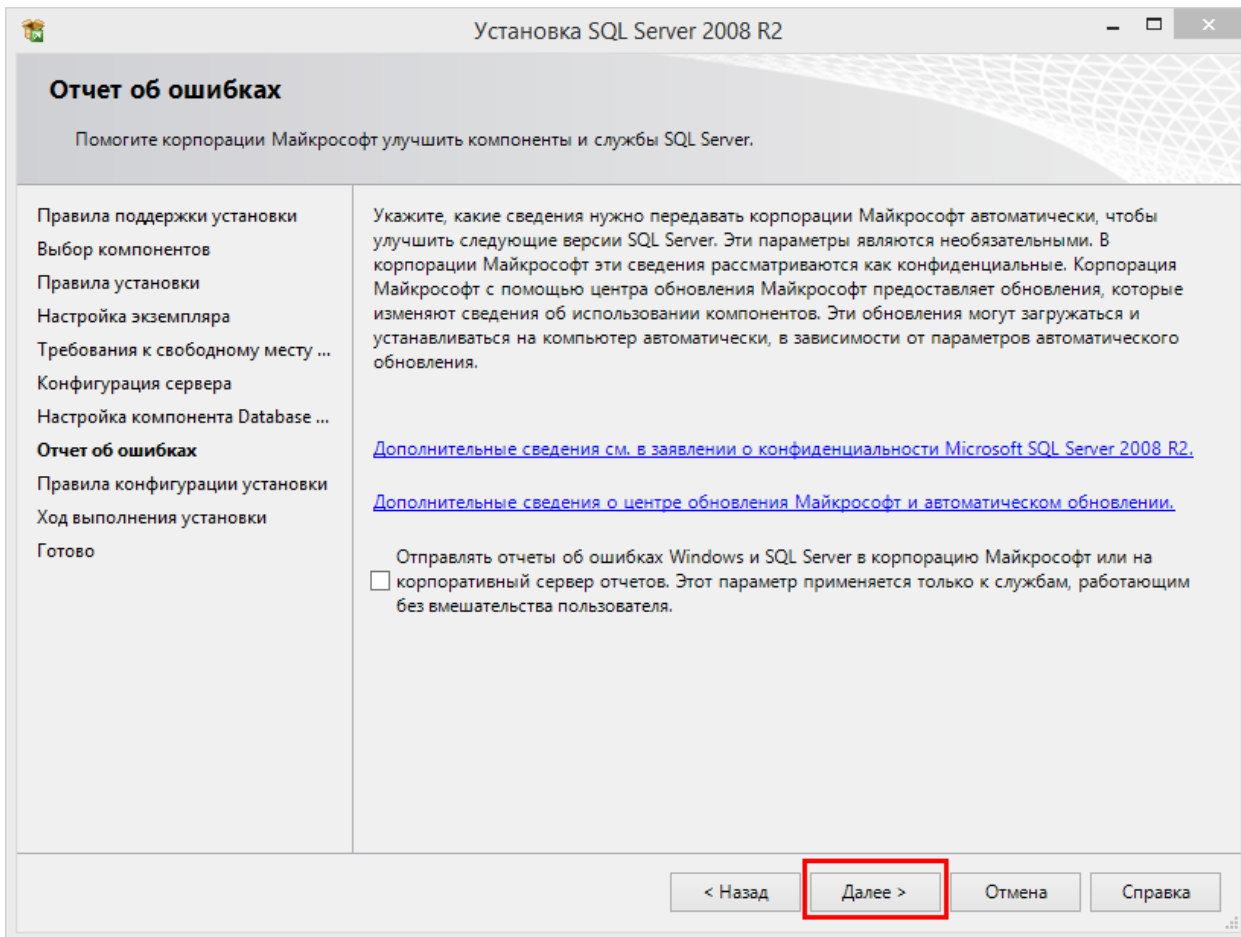 Установка SQL Server 2008 R2
Отчет об ошибках
Помогите корпорации Майкрософт улучшить компоненты и службы SQL Server.
Правила поддержки установки
Выбор компонентов
Правила установки
Настройка экземпляра
Требования к свободному месту ...
Конфигурация сервера
Настройка компонента Database ...
Отчет об ошибках
Правила конфигурации установки
Ход выполнения установки
Готово
Укажите, какие сведения нужно передавать корпорации Майкрософт автоматически, чтобы
улучшить следующие версии SQL Server. Эти параметры являются необязательными. В
корпорации Майкрософт эти сведения рассматриваются как конфиденциальные. Корпорация
Майкрософт с помощью центра обновления Майкрософт предоставляет обновления, которые
изменяют сведения об использовании компонентов. Эти обновления могут загружаться и
устанавливаться на компьютер автоматически, в зависимости от параметров автоматического
обновления.
Дополнительные сведения см. в заявлении о конфиденциальности Microsoft SQL Server 2008 R2.
Дополнительные сведения о центре обновления Майкрософт и автоматическом обновлении.
Отправлять отчеты об ошибках Windows и SQL Server в корпорацию Майкрософт или на
корпоративный сервер отчетов. Этот параметр применяется только к службам, работающим
без вмешательства пользователя.
< Назад
Далее >
Отмена
Справка